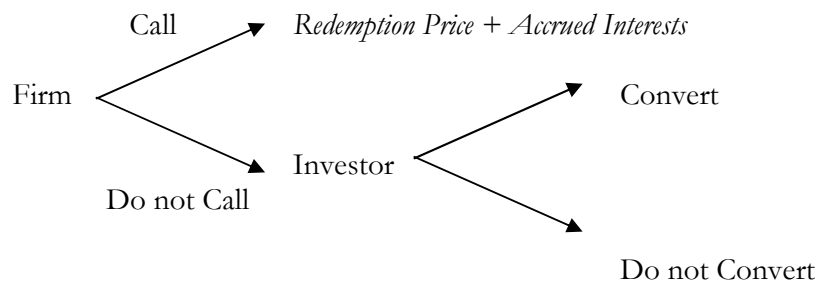 Call
Redemption Price + Accrued Interests
Firm
Convert
Investor
Do not Call
Do not Convert